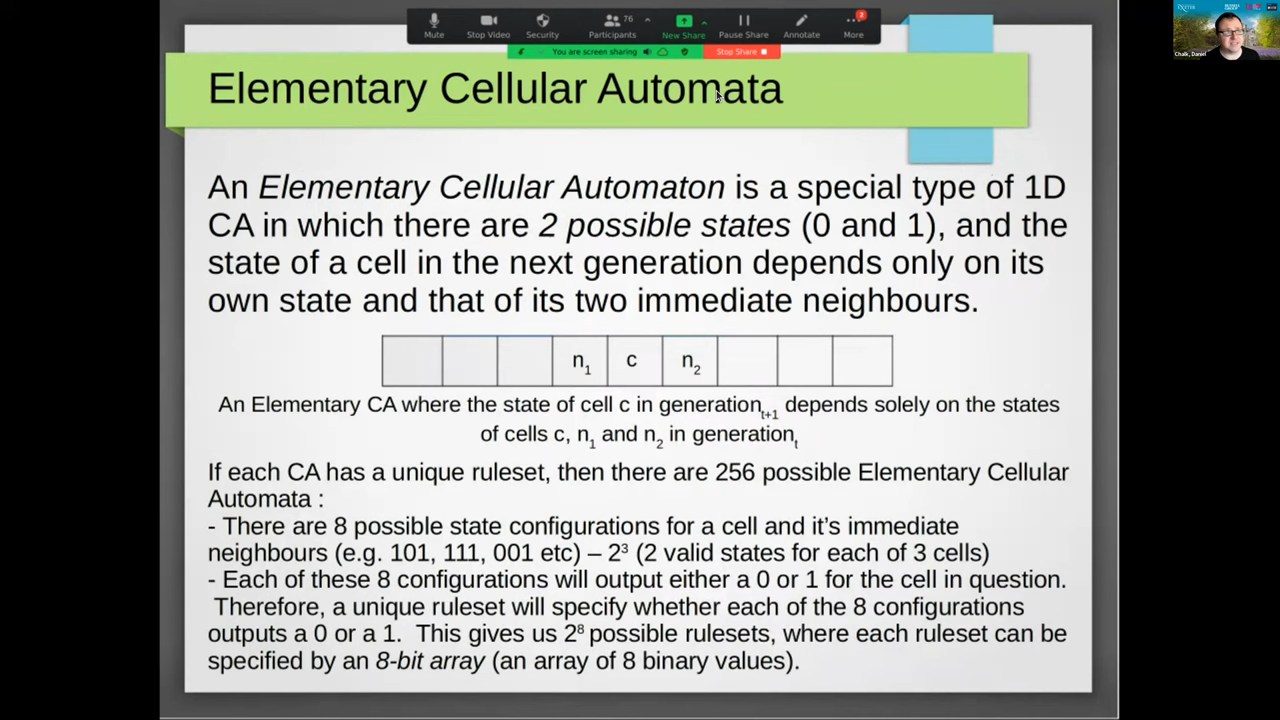 Mute
Stop Video
Security
Participants
76
New Share
Pause Share
Annotate
More
2
You are screen sharing
Stop Share
Chalk, Daniel
Elementary Cellular Automata
An Elementary Cellular Automaton is a special type of 1D
CA in which there are 2 possible states (0 and 1), and the
state of a cell in the next generation depends only on its
own state and that of its two immediate neighbours.
n₁ c n₂
An Elementary CA where the state of cell c in generationₜ₊₁ depends solely on the states
of cells c, n₁ and n₂ in generationₜ
If each CA has a unique ruleset, then there are 256 possible Elementary Cellular
Automata :
- There are 8 possible state configurations for a cell and it’s immediate
neighbours (e.g. 101, 111, 001 etc) – 2³ (2 valid states for each of 3 cells)
- Each of these 8 configurations will output either a 0 or 1 for the cell in question.
Therefore, a unique ruleset will specify whether each of the 8 configurations
outputs a 0 or a 1. This gives us 2⁸ possible rulesets, where each ruleset can be
specified by an 8-bit array (an array of 8 binary values).